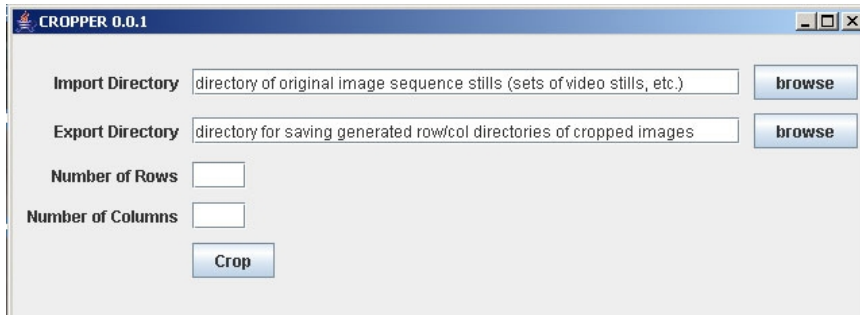 CROPPER 0.0.1
Import Directory directory of original image sequence stills (sets of video stills, etc.) browse
Export Directory directory for saving generated row/col directories of cropped images browse
Number of Rows
Number of Columns
Crop